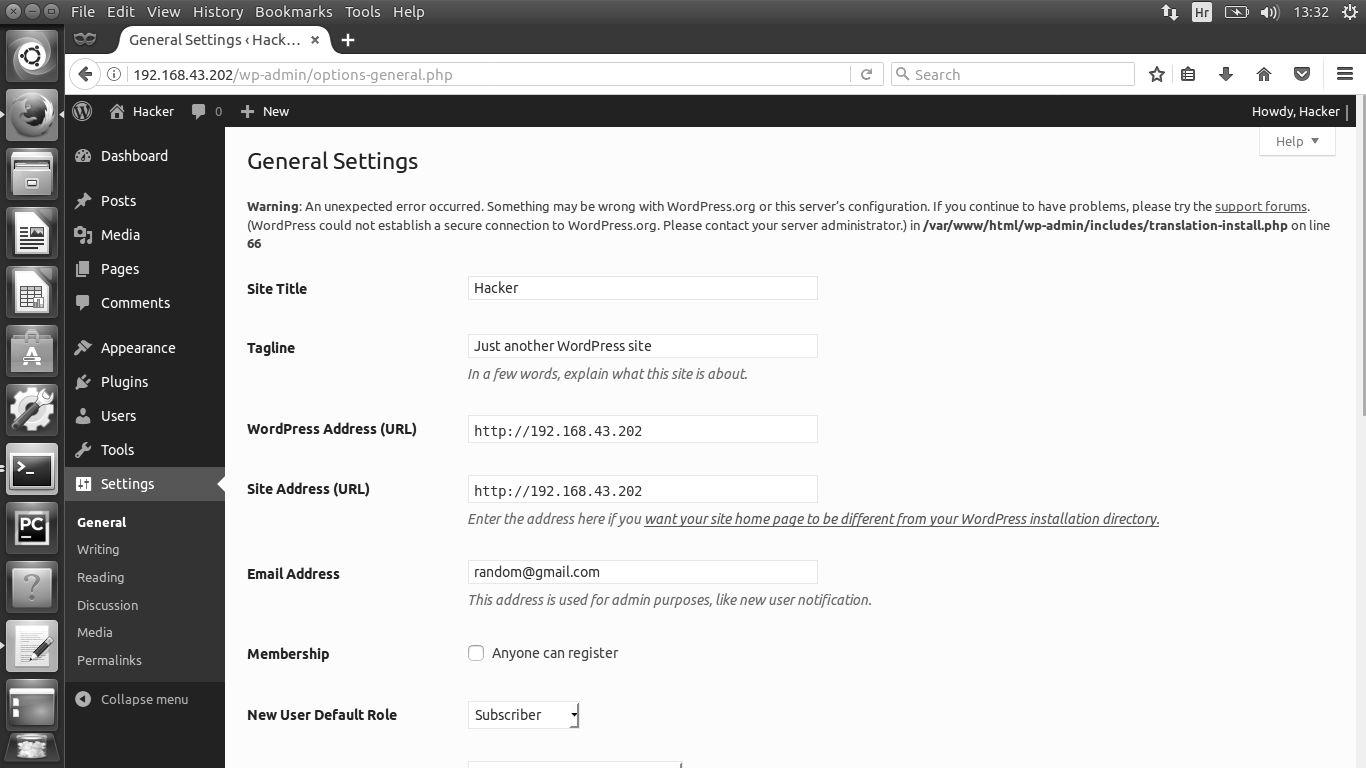 File Edit View History Bookmarks Tools Help
Hr 13:32
General Settings ‹ Hack...
192.168.43.202/wp-admin/options-general.php
Search
Hacker 0 New Howdy, Hacker
Help
Dashboard
Posts
Media
Pages
Comments
Appearance
Plugins
Users
Tools
Settings
General
Writing
Reading
Discussion
Media
Permalinks
Collapse menu
General Settings
Warning: An unexpected error occurred. Something may be wrong with WordPress.org or this server's configuration. If you continue to have problems, please try the support forums.
(WordPress could not establish a secure connection to WordPress.org. Please contact your server administrator.) in /var/www/html/wp-admin/includes/translation-install.php on line
66
Site Title Hacker
Tagline Just another WordPress site
In a few words, explain what this site is about.
WordPress Address (URL) http://192.168.43.202
Site Address (URL) http://192.168.43.202
Enter the address here if you want your site home page to be different from your WordPress installation directory.
Email Address random@gmail.com
This address is used for admin purposes, like new user notification.
Membership Anyone can register
New User Default Role Subscriber
PC